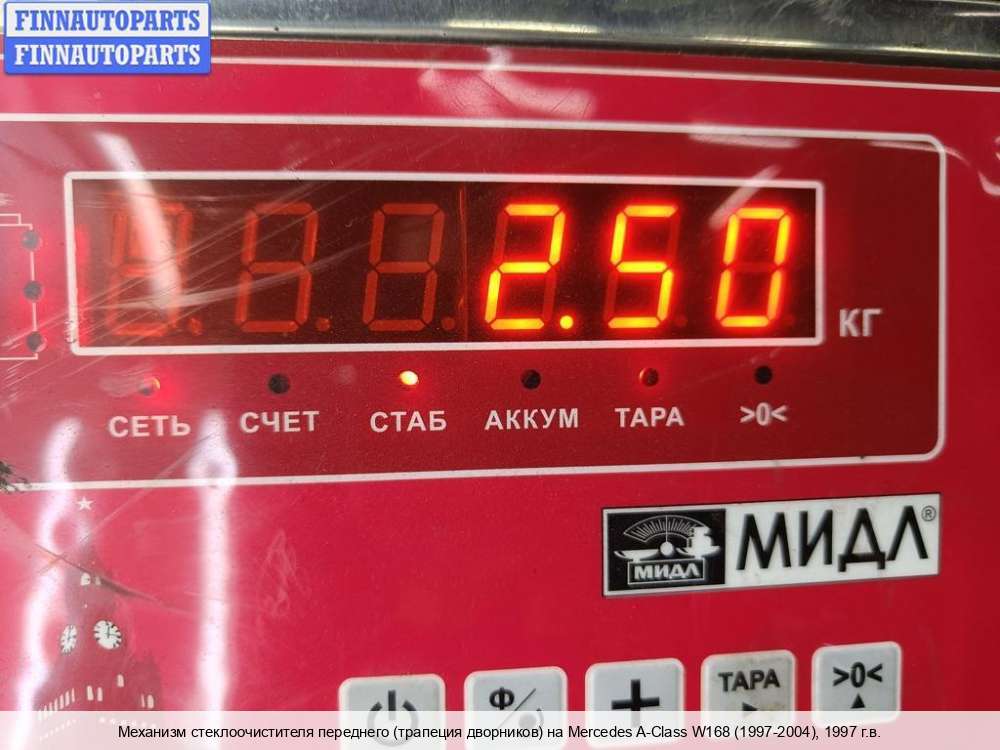 FINNAUTOPARTS
FINNAUTOPARTS
2.50
КГ
СЕТЬ СЧЕТ СТАБ АККУМ ТАРА >0<
МИДЛ МИДЛ®
Ф ТАРА >0<
Механизм стеклоочистителя переднего (трапеция дворников) на Mercedes A-Class W168 (1997-2004), 1997 г.в.